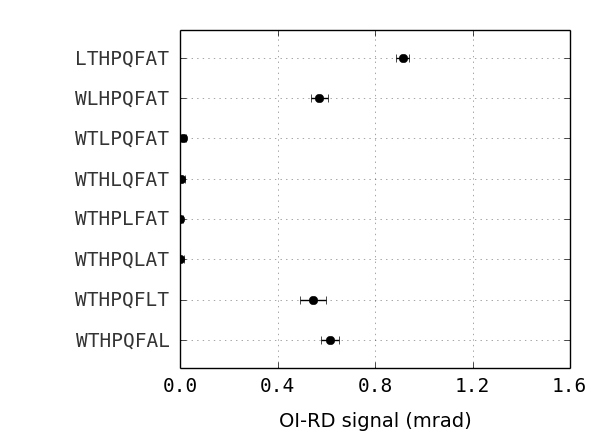 LTHPQFAT
WLHPQFAT
WTLPQFAT
WTHLQFAT
WTHPLFAT
WTHPQLAT
WTHPQFLT
WTHPQFAL
0.0 0.4 0.8 1.2 1.6
OI-RD signal (mrad)